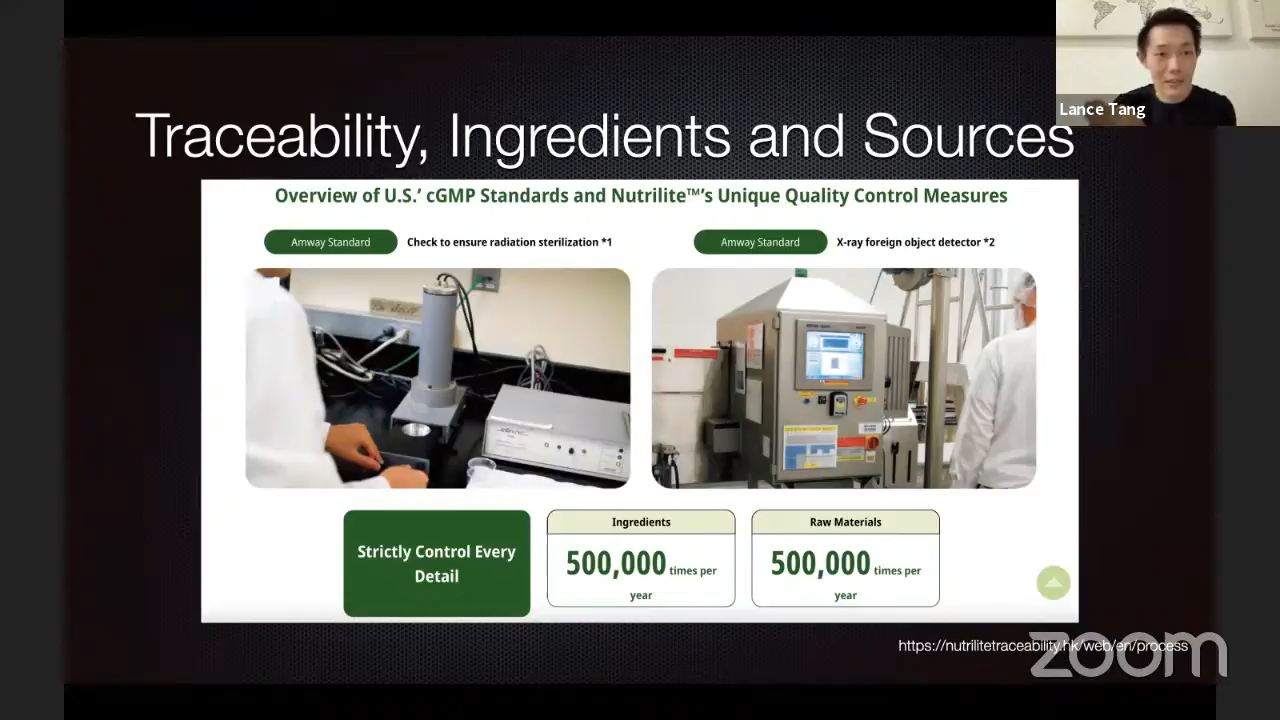 Lance Tang
Traceability, Ingredients and Sources
Overview of U.S.' cGMP Standards and Nutrilite™'s Unique Quality Control Measures
Amway Standard
Check to ensure radiation sterilization *1
Amway Standard
X-ray foreign object detector *2
Strictly Control Every
Detail
Ingredients
500,000 times per
year
Raw Materials
500,000 times per
year
https://nutrilitetraceability.hk/web/en/process
zoom